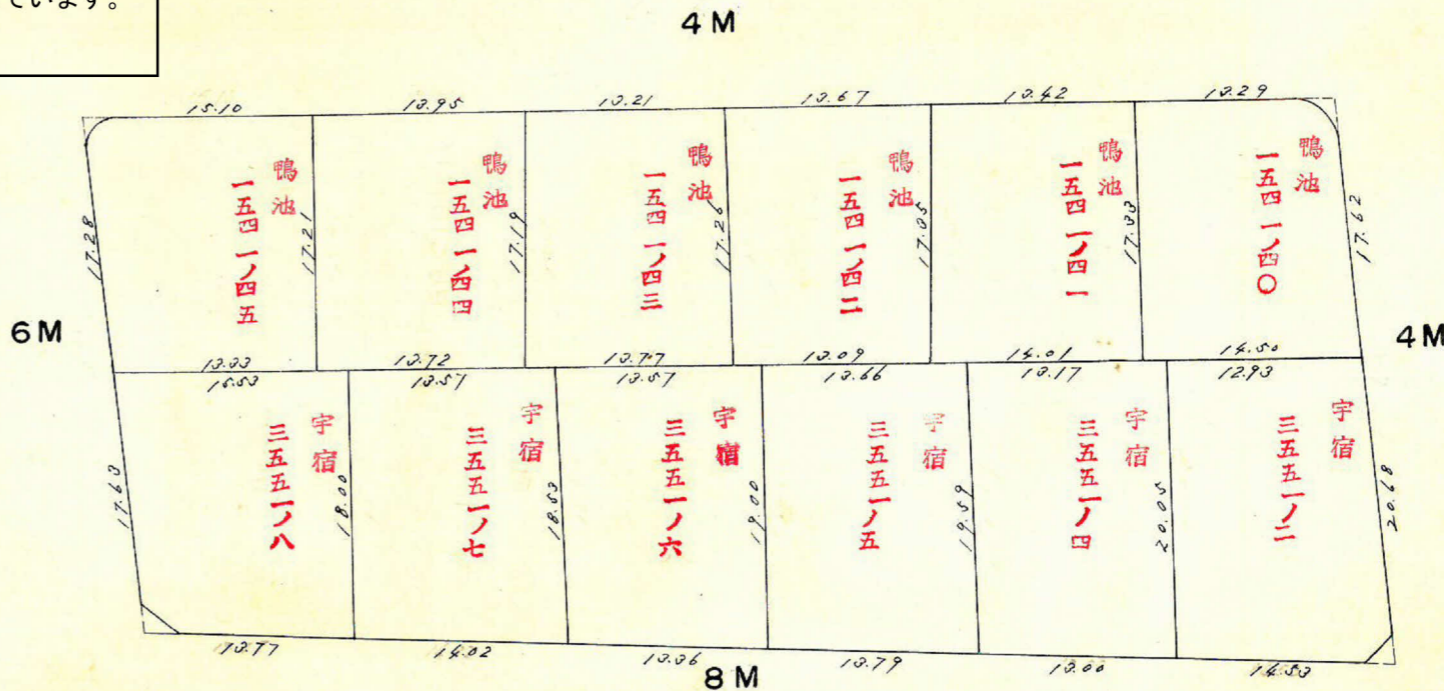 ています。
4M
15.10
13.95
13.21
13.67
13.42
13.29
鴨池
一五四一ノ四五
鴨池
一五四一ノ四四
鴨池
一五四一ノ四三
鴨池
一五四一ノ四二
鴨池
一五四一ノ四一
鴨池
一五四一ノ四〇
17.28
17.21
17.19
17.26
17.35
17.33
17.62
6M
4M
13.33
13.72
13.77
13.09
14.01
14.50
15.53
13.57
13.57
13.66
13.17
12.93
宇宿
三五五一ノ八
宇宿
三五五一ノ七
宇宿
三五五一ノ六
宇宿
三五五一ノ五
宇宿
三五五一ノ四
宇宿
三五五一ノ二
17.63
18.00
18.53
19.00
19.59
20.05
20.68
13.77
14.02
13.36
13.79
13.00
14.53
8M